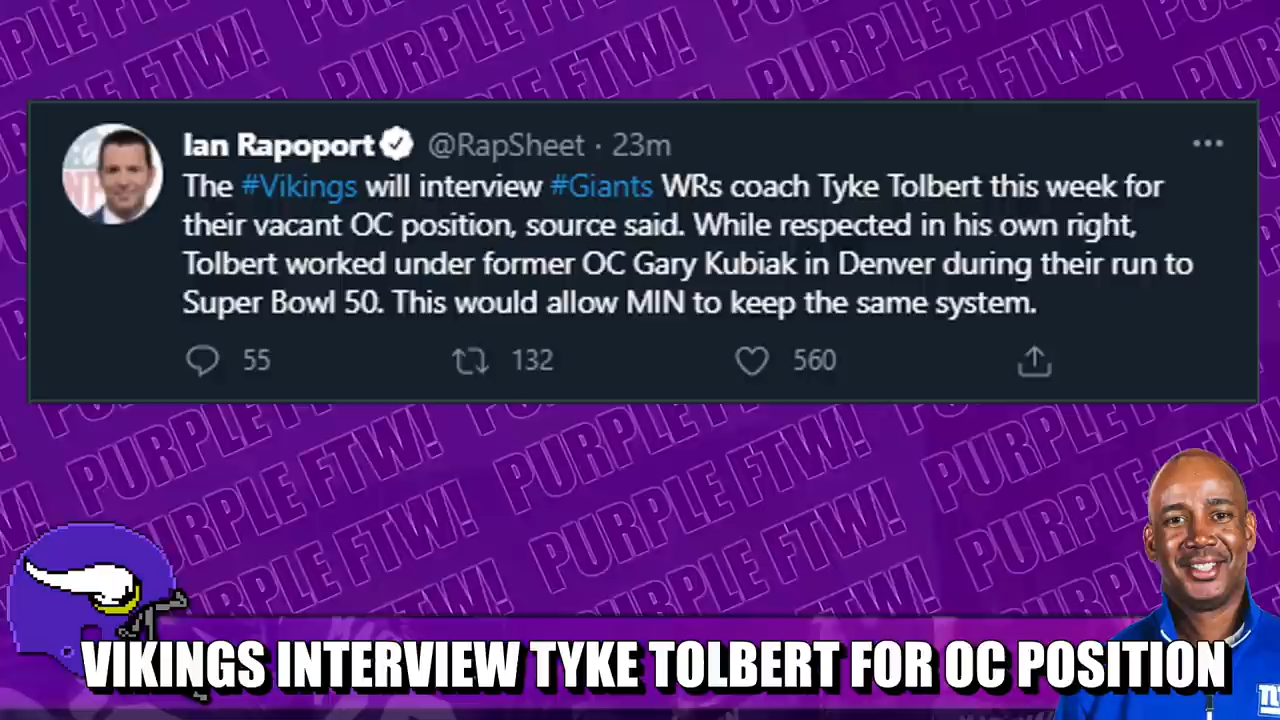 PURPLE FTW!
Ian Rapoport @RapSheet · 23m
The #Vikings will interview #Giants WRs coach Tyke Tolbert this week for
their vacant OC position, source said. While respected in his own right,
Tolbert worked under former OC Gary Kubiak in Denver during their run to
Super Bowl 50. This would allow MIN to keep the same system.
55 132 560
VIKINGS INTERVIEW TYKE TOLBERT FOR OC POSITION